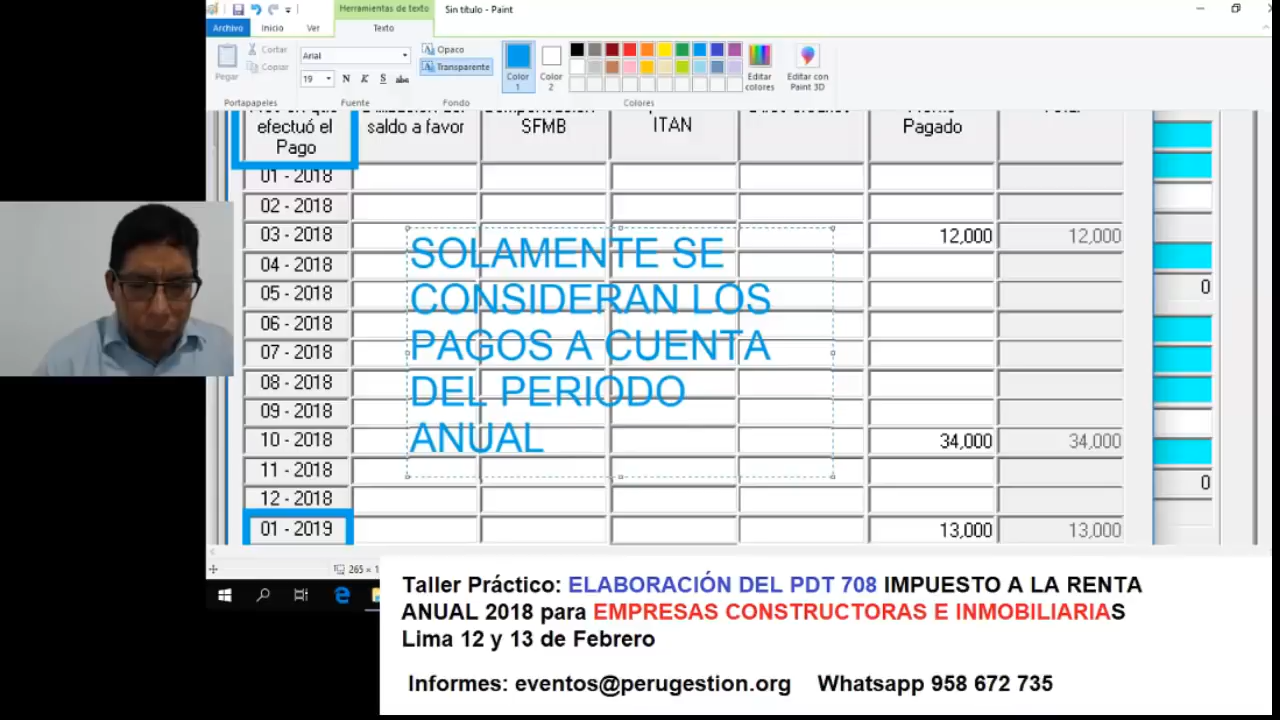 Herramientas de texto
Sin título - Paint
Archivo
Inicio
Ver
Texto
Pegar
Cortar
Copiar
Arial
19
N K S abc
Opaco
Transparente
Color 1
Color 2
Editar colores
Editar con Paint 3D
Portapapeles
Fuente
Fondo
Colores
efectuó el
Pago
saldo a favor
SFMB
ITAN
Pagado
01 - 2018
02 - 2018
03 - 2018 12,000 12,000
04 - 2018
05 - 2018 0
06 - 2018
07 - 2018
08 - 2018
09 - 2018
10 - 2018 34,000 34,000
11 - 2018 0
12 - 2018
01 - 2019 13,000 13,000
SOLAMENTE SE
CONSIDERAN LOS
PAGOS A CUENTA
DEL PERIODO
ANUAL
Taller Práctico: ELABORACIÓN DEL PDT 708 IMPUESTO A LA RENTA
ANUAL 2018 para EMPRESAS CONSTRUCTORAS E INMOBILIARIAS
Lima 12 y 13 de Febrero
Informes: eventos@perugestion.org Whatsapp 958 672 735